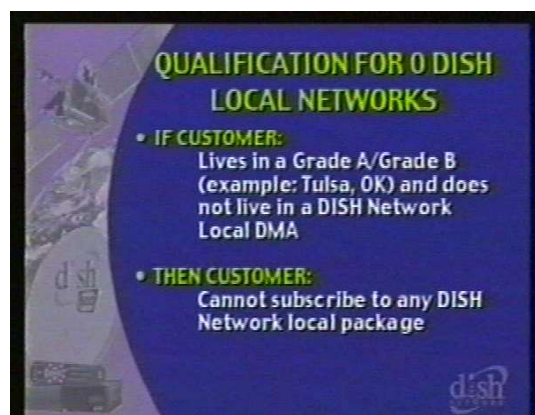 QUALIFICATION FOR 0 DISH
LOCAL NETWORKS
• IF CUSTOMER:
Lives in a Grade A/Grade B
(example: Tulsa, OK) and does
not live in a DISH Network
Local DMA
• THEN CUSTOMER:
Cannot subscribe to any DISH
Network local package
dish
dish
NETWORK